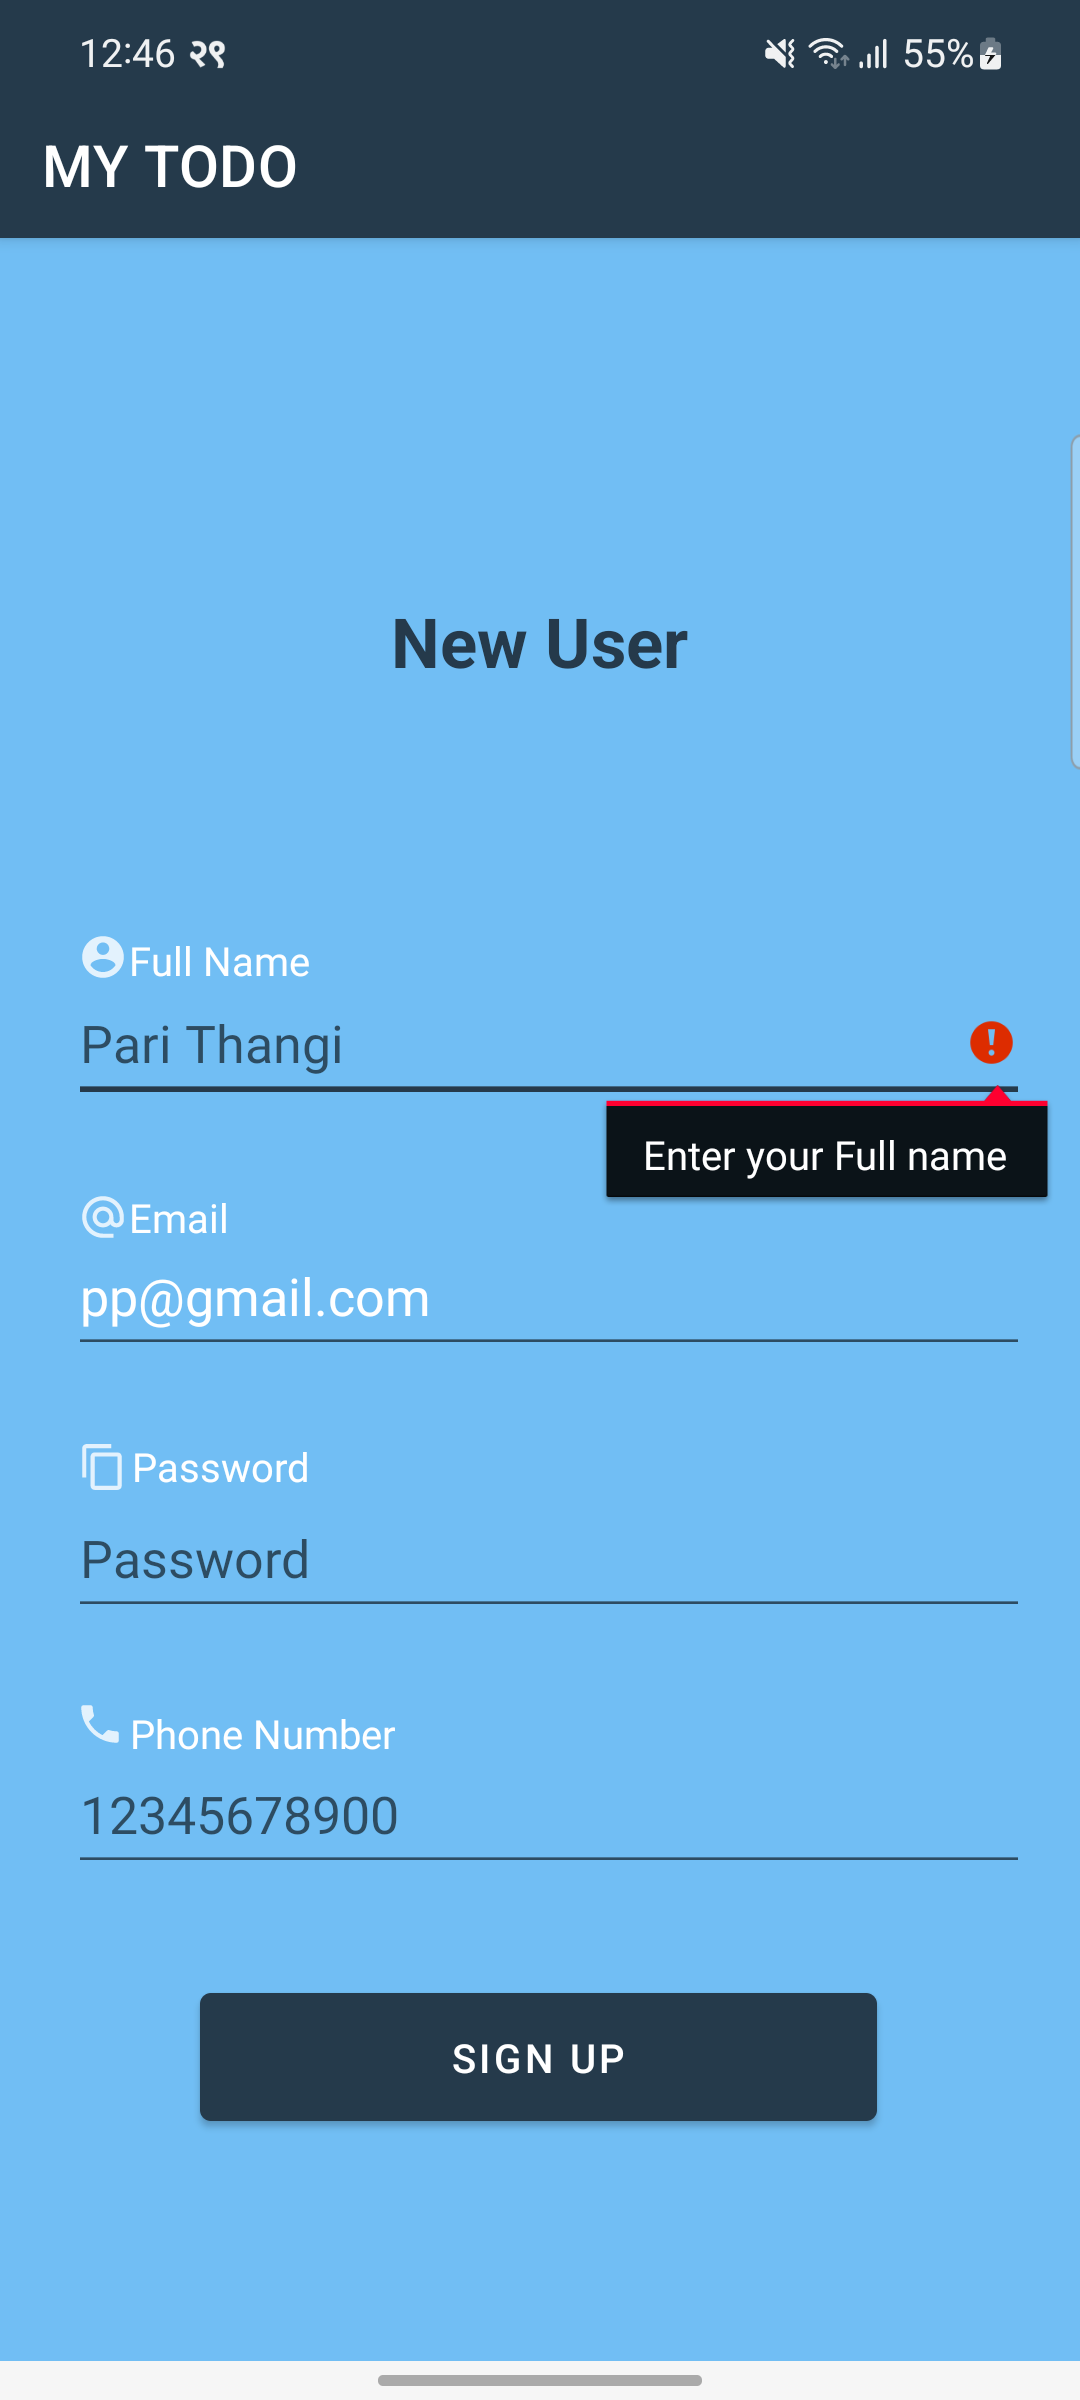 12:46 २९ 55%
MY TODO
New User
Full Name
Pari Thangi
Enter your Full name
Email
pp@gmail.com
Password
Password
Phone Number
12345678900
SIGN UP